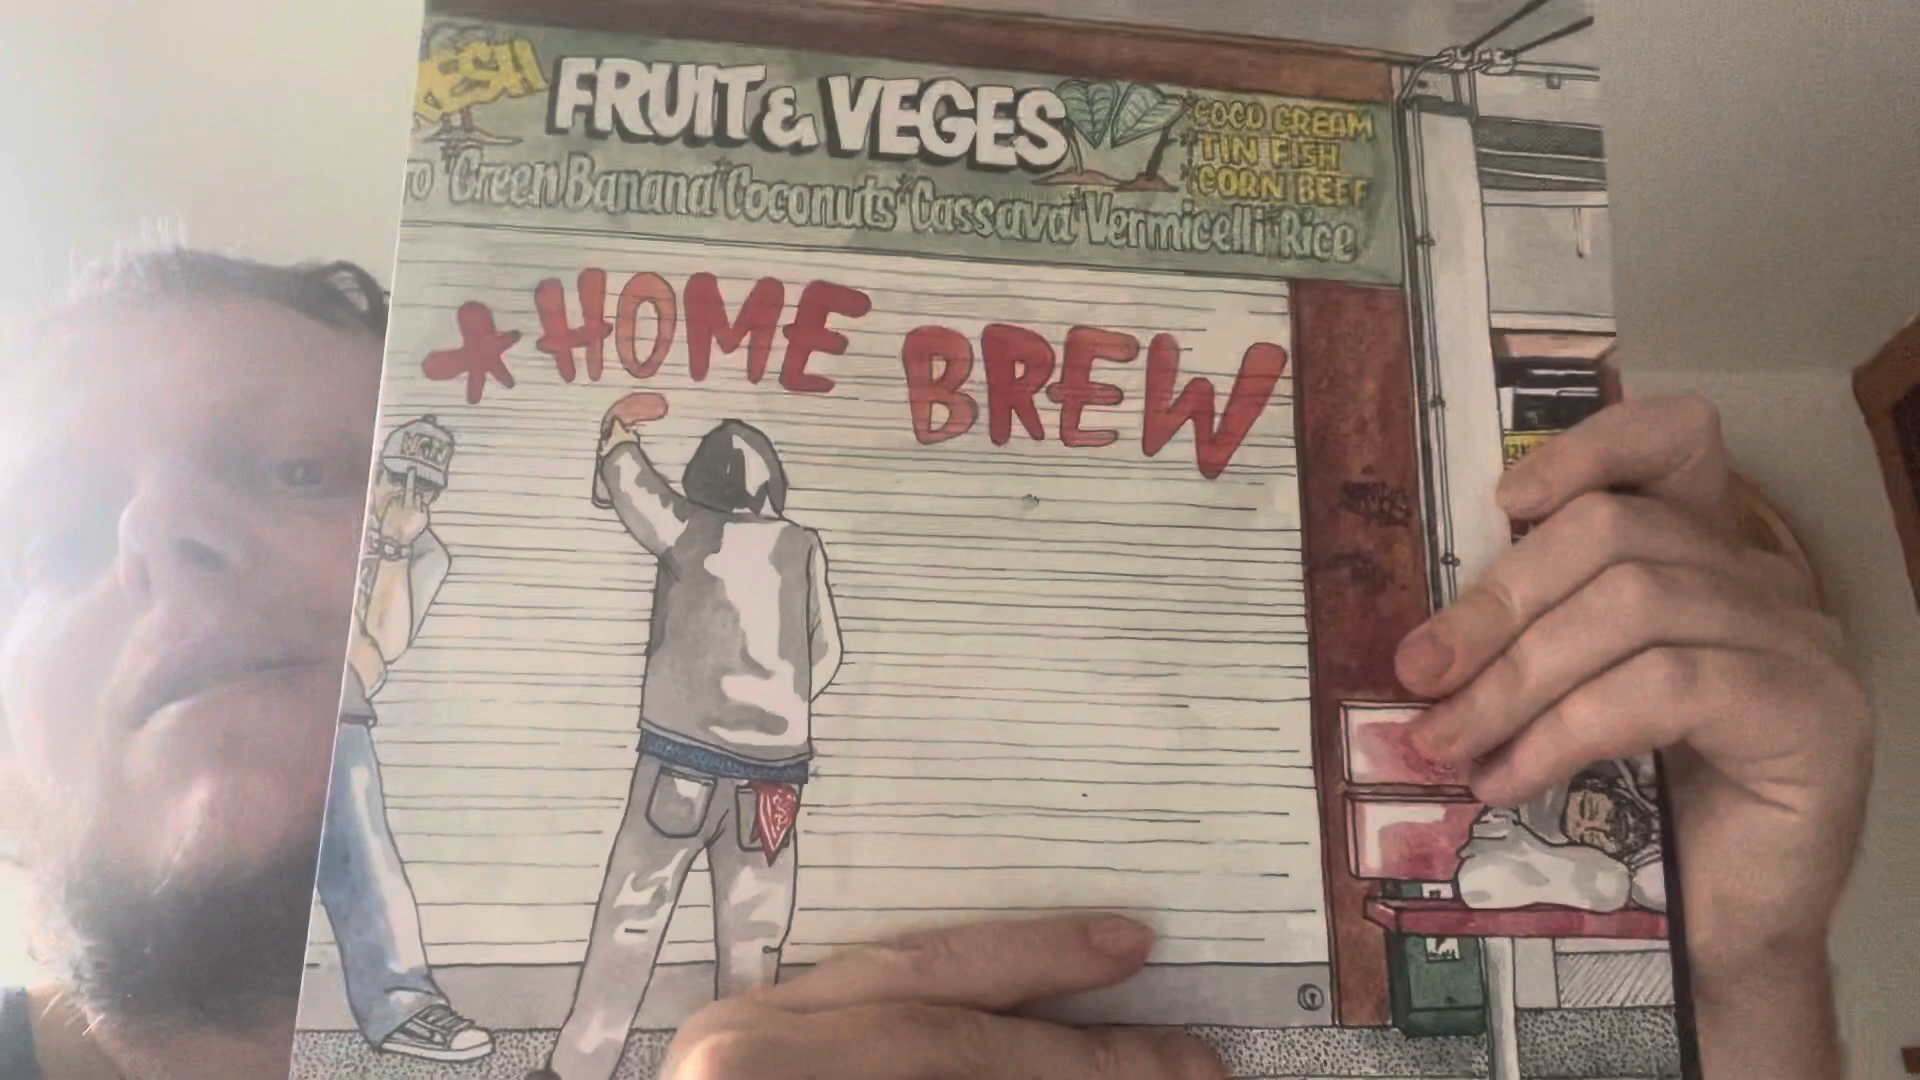 FRUIT & VEGES
COCO CREAM
TIN FISH
CORN BEEF
Green Banana Coconuts Cassava Vermicelli Rice
HOME BREW